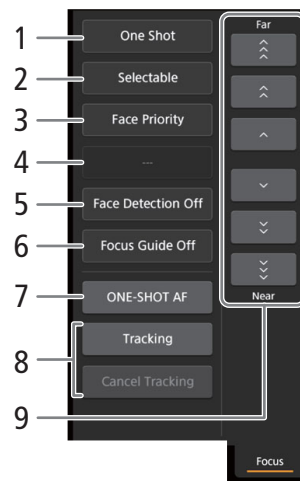 1 One Shot
2 Selectable
3 Face Priority
4 ---
5 Face Detection Off
6 Focus Guide Off
7 ONE-SHOT AF
8 Tracking
Cancel Tracking
9
Far
Near
Focus